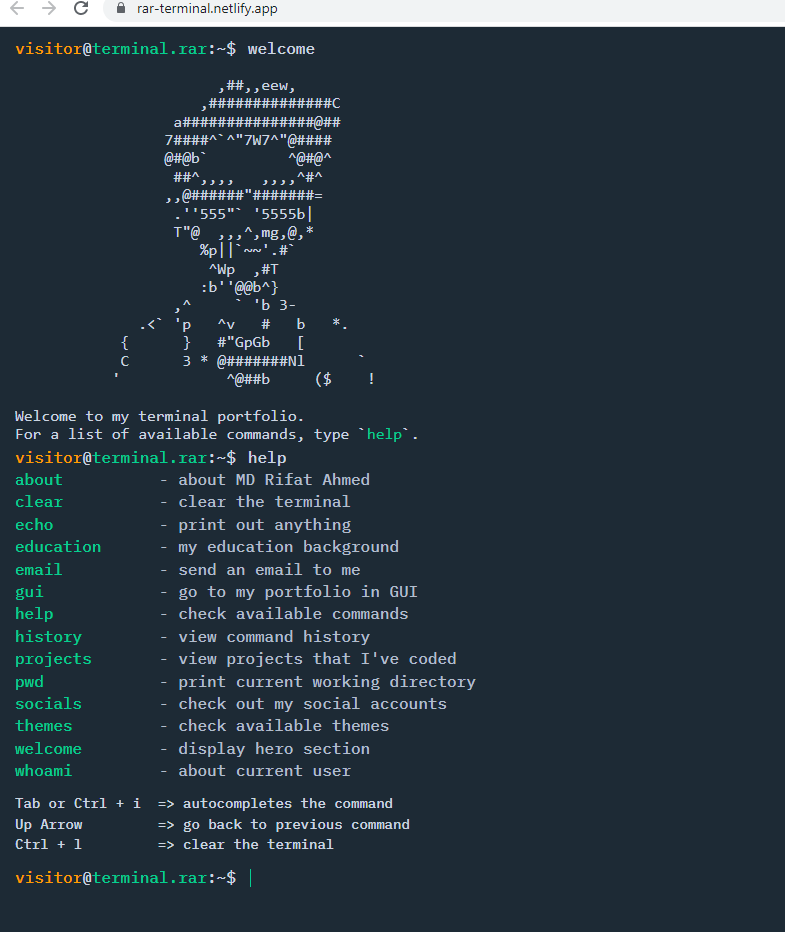 rar-terminal.netlify.app
visitor@terminal.rar:~$ welcome
                       ,##,,eew,
                     ,##############C
                  a###############@##
                 7####^`^"7W7^"@####
                 @#@b`         ^@#@^
                  ##^,,,,   ,,,,^#^
                 ,,@######"#######=
                  .''555"` '5555b|
                  T"@  ,,,^,mg,@,*
                     %p||`~~'.#`
                      ^Wp  ,#T
                     :b''@@b^}
                  ,^     ` 'b 3-
              .<` 'p   ^v   #   b   *.
            {      }   #"GpGb   [
            C      3 * @#######Nl      `
           '            ^@##b     ($    !
Welcome to my terminal portfolio.
For a list of available commands, type `help`.
visitor@terminal.rar:~$ help
about - about MD Rifat Ahmed
clear - clear the terminal
echo - print out anything
education - my education background
email - send an email to me
gui - go to my portfolio in GUI
help - check available commands
history - view command history
projects - view projects that I've coded
pwd - print current working directory
socials - check out my social accounts
themes - check available themes
welcome - display hero section
whoami - about current user
Tab or Ctrl + i => autocompletes the command
Up Arrow => go back to previous command
Ctrl + l => clear the terminal
visitor@terminal.rar:~$